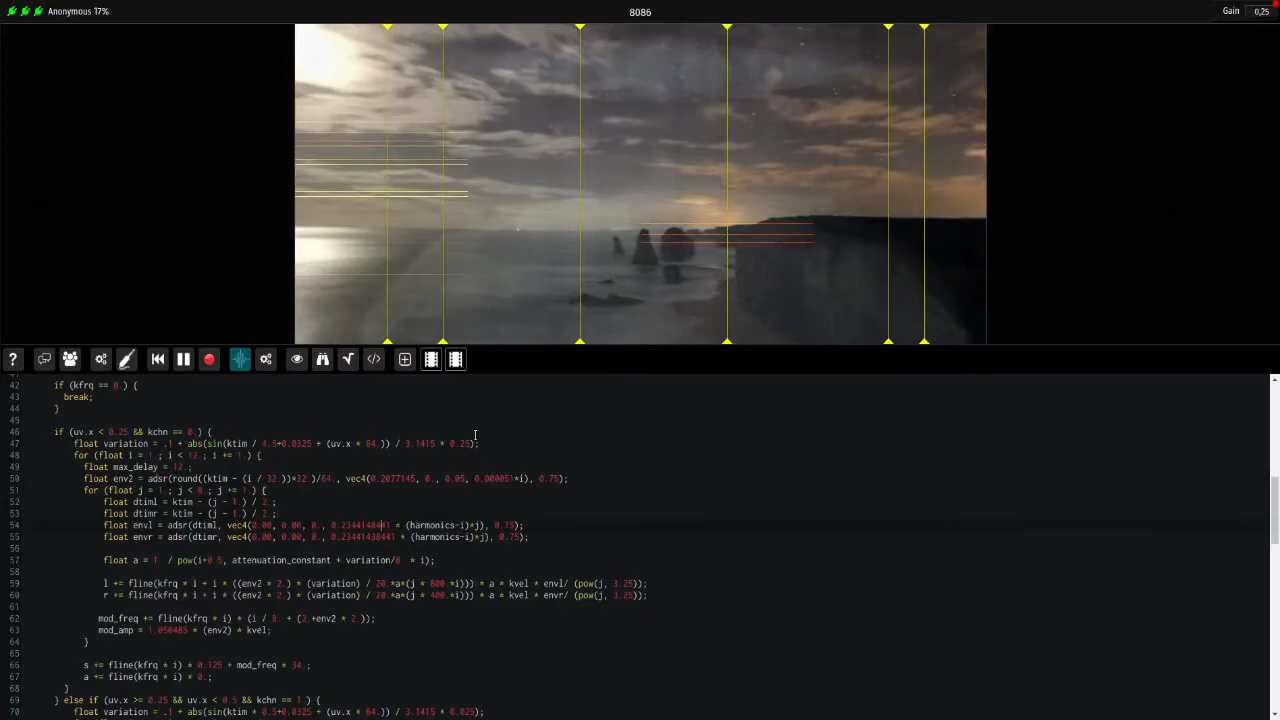 Anonymous 17%
8086
Gain 0,25
?
42 if (kfrq == 0.) {
43 break;
44 }
45
46 if (uv.x < 0.25 && kchn == 0.) {
47 float variation = .1 + abs(sin(ktim / 4.5+0.0325 + (uv.x * 64.)) / 3.1415 * 0.25);
48 for (float i = 1.; i < 12.; i += 1.) {
49 float max_delay = 12.;
50 float env2 = adsr(round((ktim - (i / 32.))*32.)/64., vec4(0.2077145, 0., 0.05, 0.000051*i), 0.75);
51 for (float j = 1.; j < 8.; j += 1.) {
52 float dtiml = ktim - (j - 1.) / 2.;
53 float dtimr = ktim - (j - 1.) / 2.;
54 float envl = adsr(dtiml, vec4(0.00, 0.00, 0., 0.2344148441 * (harmonics-i)*j), 0.75);
55 float envr = adsr(dtimr, vec4(0.00, 0.00, 0., 0.23441438441 * (harmonics-i)*j), 0.75);
56
57 float a = 1. / pow(i+0.5, attenuation_constant + variation/8. * i);
58
59 l += fline(kfrq * i + i * ((env2 * 2.) * (variation) / 20.*a*(j * 800.*i))) * a * kvel * envl/ (pow(j, 3.25));
60 r += fline(kfrq * i + i * ((env2 * 2.) * (variation) / 20.*a*(j * 400.*i))) * a * kvel * envr/ (pow(j, 3.25));
61
62 mod_freq += fline(kfrq * i) * (i / 8. + (2.+env2 * 2.));
63 mod_amp = 1.050485 * (env2) * kvel;
64 }
65
66 s += fline(kfrq * i) * 0.125 + mod_freq * 34.;
67 a += fline(kfrq * i) * 0.;
68 }
69 } else if (uv.x >= 0.25 && uv.x < 0.5 && kchn == 1.) {
70 float variation = .1 + abs(sin(ktim * 0.5+0.0325 + (uv.x * 64.)) / 3.1415 * 0.025);